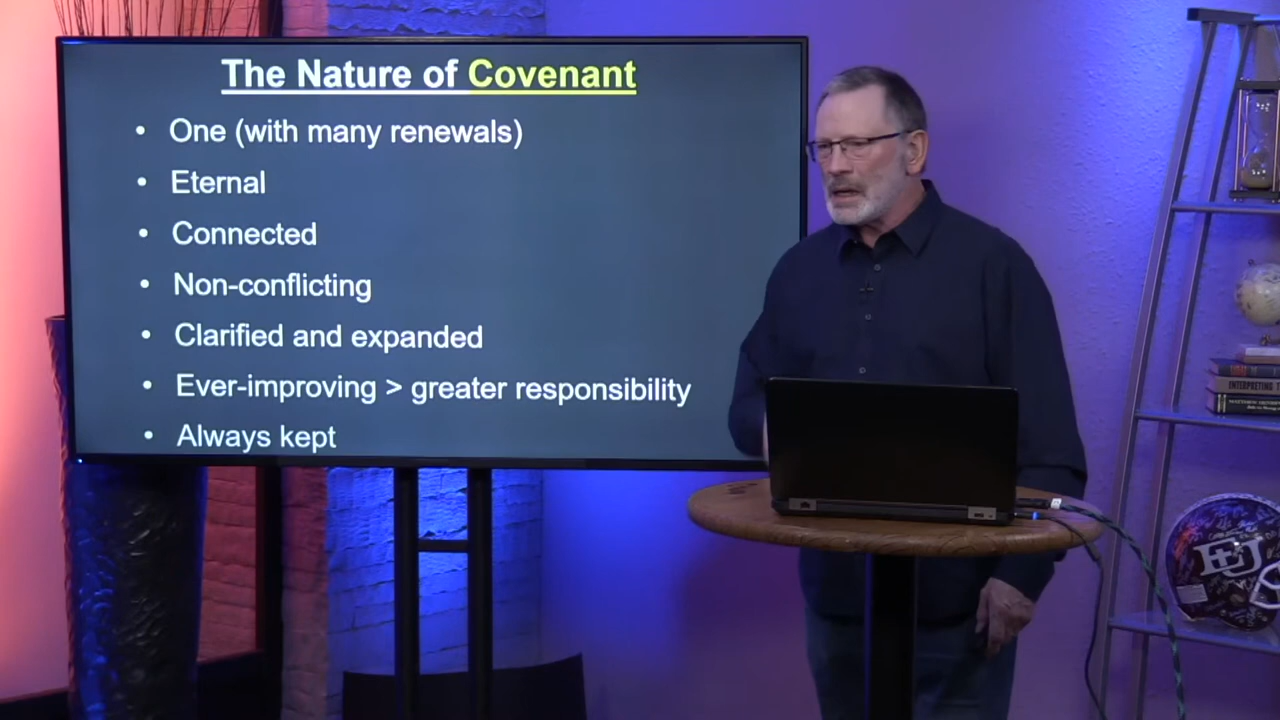 The Nature of Covenant
• One (with many renewals)
• Eternal
• Connected
• Non-conflicting
• Clarified and expanded
• Ever-improving > greater responsibility
• Always kept
INTERPRETING